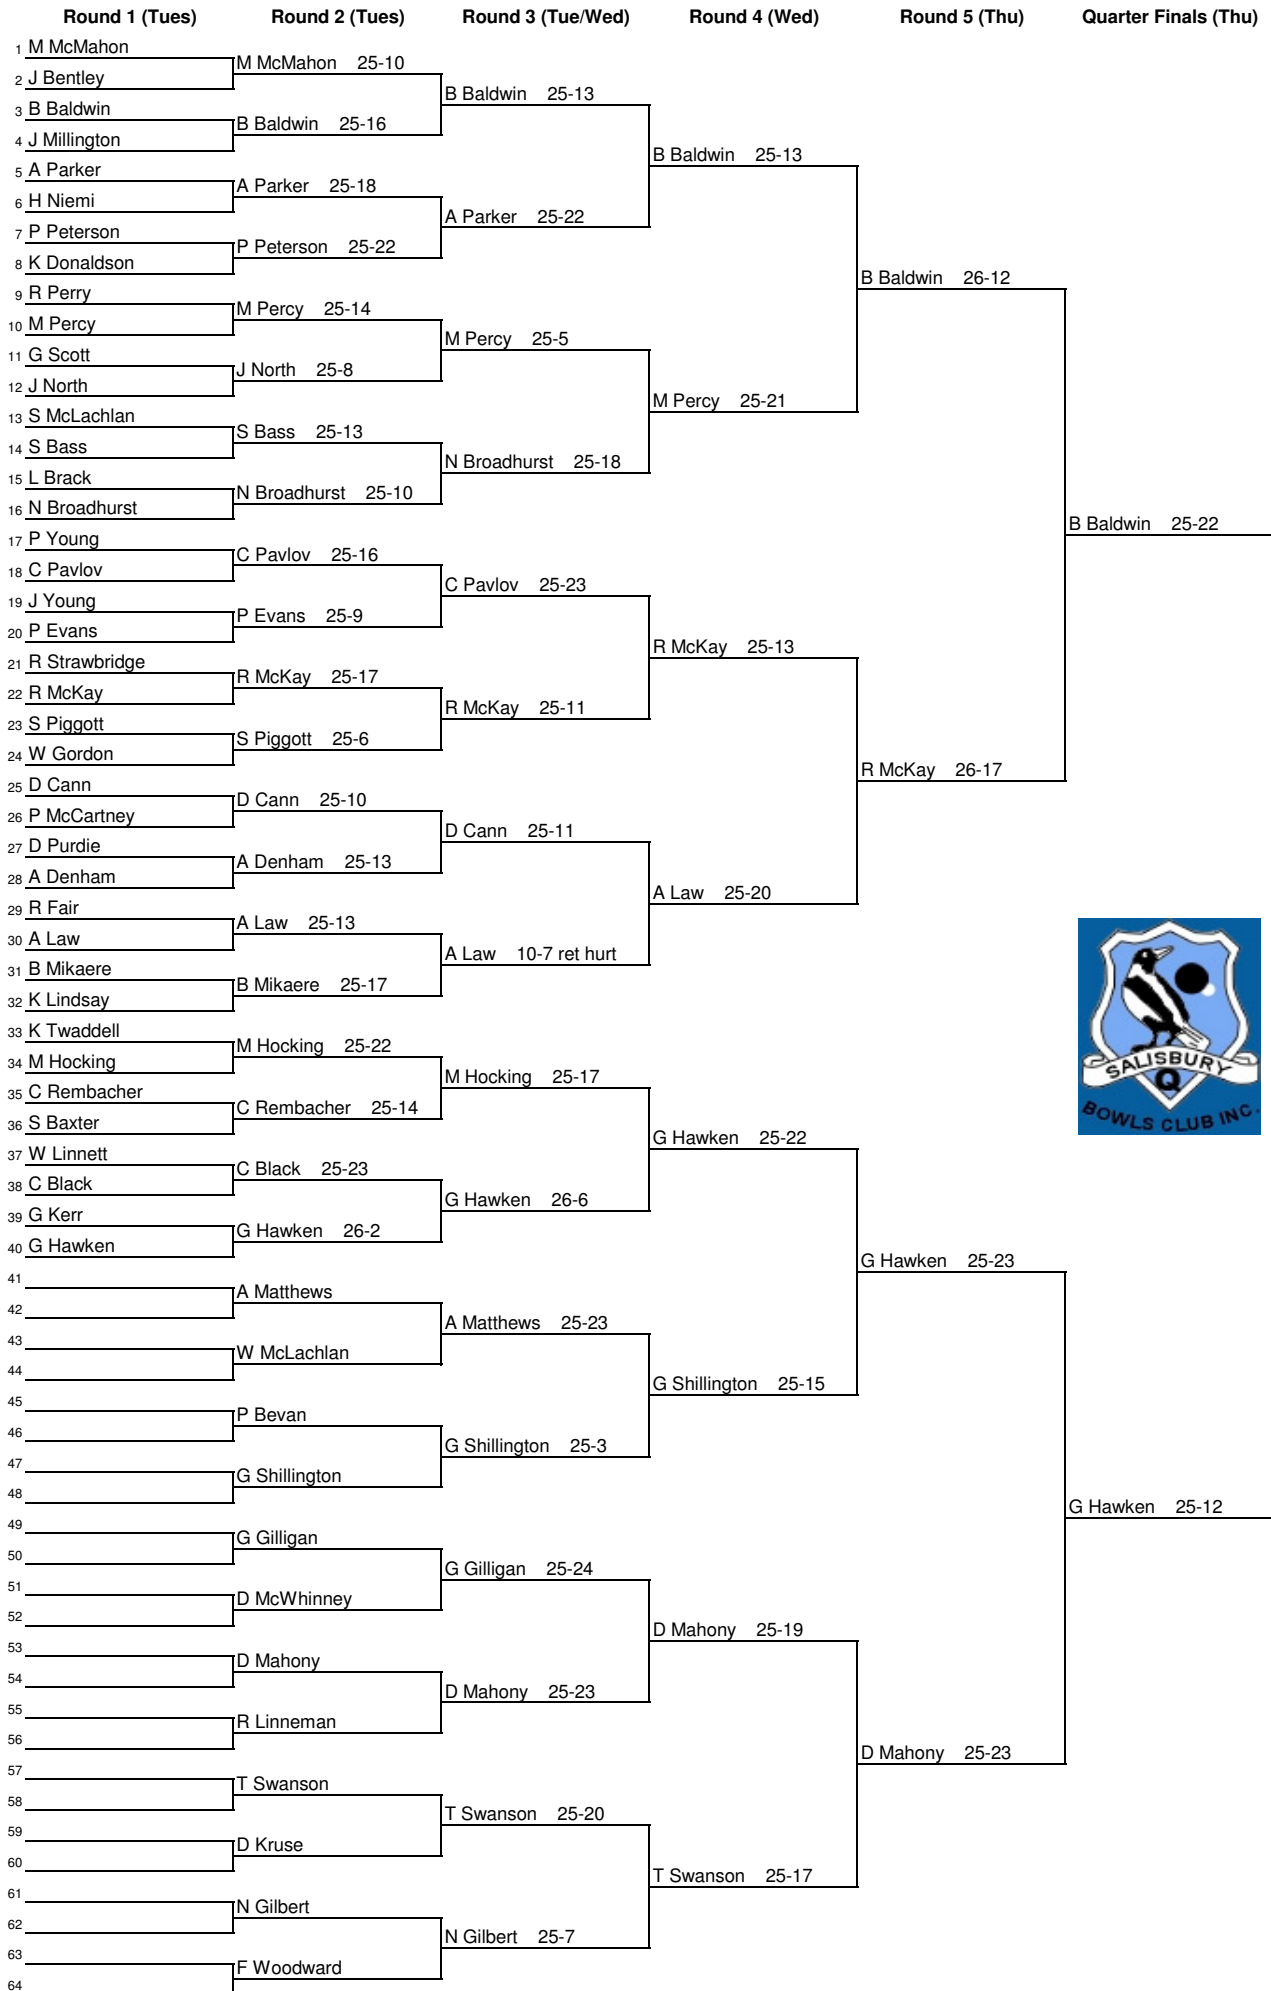 Round 1 (Tues) Round 2 (Tues) Round 3 (Tue/Wed) Round 4 (Wed) Round 5 (Thu) Quarter Finals (Thu)
1 M McMahon
M McMahon 25-10
2 J Bentley
B Baldwin 25-13
3 B Baldwin
B Baldwin 25-16
4 J Millington
B Baldwin 25-13
5 A Parker
A Parker 25-18
6 H Niemi
A Parker 25-22
7 P Peterson
P Peterson 25-22
8 K Donaldson
B Baldwin 26-12
9 R Perry
M Percy 25-14
10 M Percy
M Percy 25-5
11 G Scott
J North 25-8
12 J North
M Percy 25-21
13 S McLachlan
S Bass 25-13
14 S Bass
N Broadhurst 25-18
15 L Brack
N Broadhurst 25-10
16 N Broadhurst
B Baldwin 25-22
17 P Young
C Pavlov 25-16
18 C Pavlov
C Pavlov 25-23
19 J Young
P Evans 25-9
20 P Evans
R McKay 25-13
21 R Strawbridge
R McKay 25-17
22 R McKay
R McKay 25-11
23 S Piggott
S Piggott 25-6
24 W Gordon
R McKay 26-17
25 D Cann
D Cann 25-10
26 P McCartney
D Cann 25-11
27 D Purdie
A Denham 25-13
28 A Denham
A Law 25-20
29 R Fair
A Law 25-13
30 A Law
A Law 10-7 ret hurt
31 B Mikaere
B Mikaere 25-17
32 K Lindsay
33 K Twaddell
M Hocking 25-22
34 M Hocking
SALISBURY
Q
BOWLS CLUB INC.
M Hocking 25-17
35 C Rembacher
C Rembacher 25-14
36 S Baxter
G Hawken 25-22
37 W Linnett
C Black 25-23
38 C Black
G Hawken 26-6
39 G Kerr
G Hawken 26-2
40 G Hawken
G Hawken 25-23
41
A Matthews
42
A Matthews 25-23
43
W McLachlan
44
G Shillington 25-15
45
P Bevan
46
G Shillington 25-3
47
G Shillington
48
G Hawken 25-12
49
G Gilligan
50
G Gilligan 25-24
51
D McWhinney
52
D Mahony 25-19
53
D Mahony
54
D Mahony 25-23
55
R Linneman
56
D Mahony 25-23
57
T Swanson
58
T Swanson 25-20
59
D Kruse
60
T Swanson 25-17
61
N Gilbert
62
N Gilbert 25-7
63
F Woodward
64